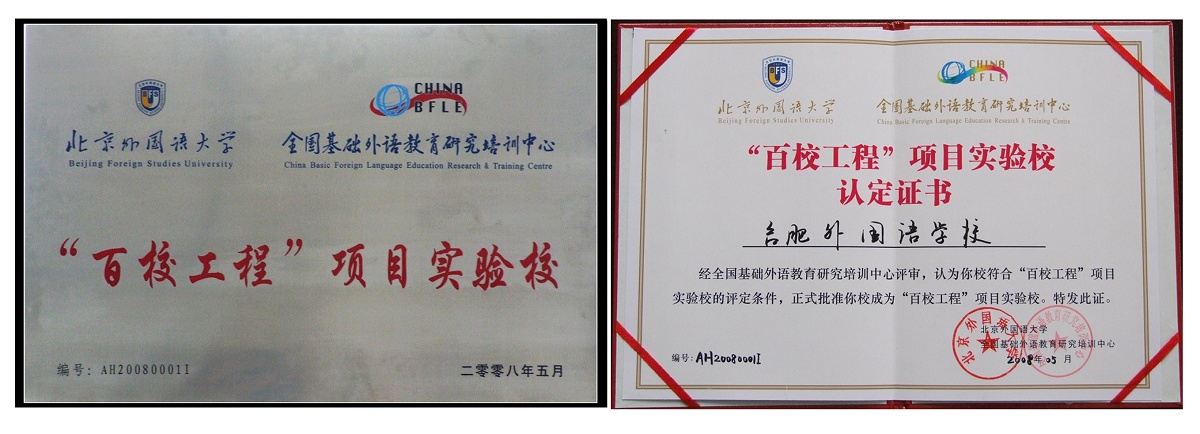 BFS
CHINA
BFLE
北京外国语大学
Beijing Foreign Studies University
全国基础外语教育研究培训中心
China Basic Foreign Language Education Research & Training Centre
“百校工程”项目实验校
编号：AH20080001I
二零零八年五月
BFS
CHINA
BFLE
北京外国语大学
Beijing Foreign Studies University
全国基础外语教育研究培训中心
China Basic Foreign Language Education Research & Training Centre
“百校工程”项目实验校
认定证书
合肥外国语学校
经全国基础外语教育研究培训中心评审，认为你校符合“百校工程”项目
实验校的评定条件，正式批准你校成为“百校工程”项目实验校。特发此证。
北京外国语大学
全国基础外语教育研究培训中心
编号：AH20080001I
2008年05月